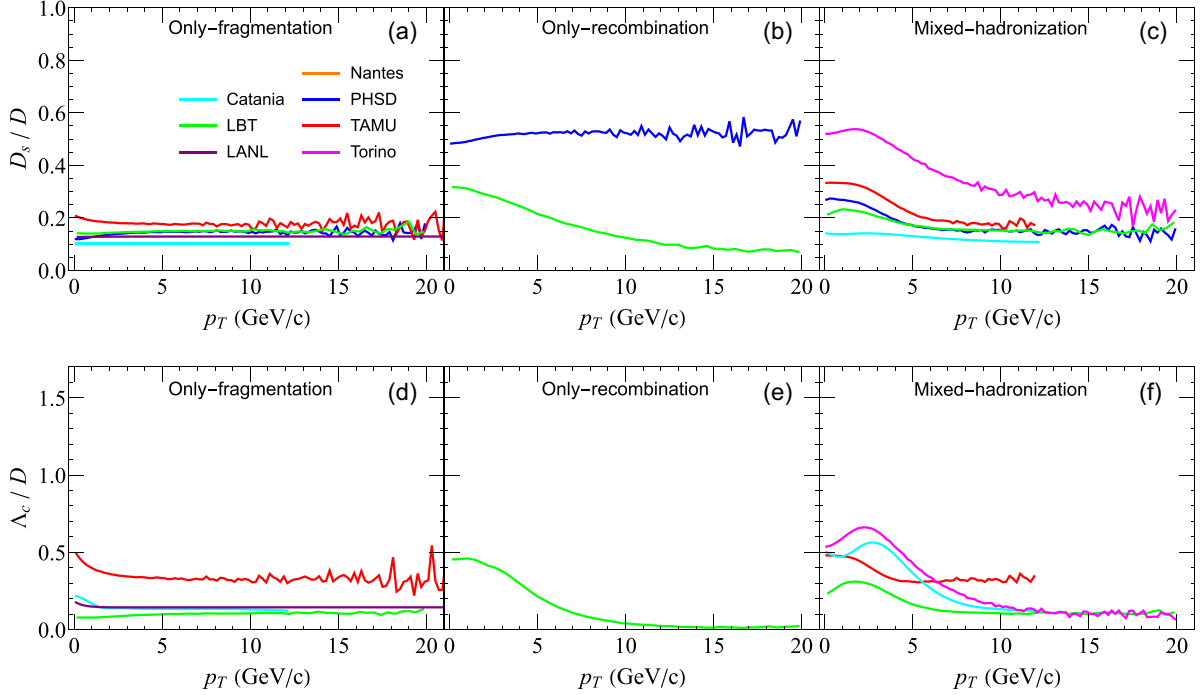 Only−fragmentation (a)
Only−recombination (b)
Mixed−hadronization (c)
Nantes
Catania PHSD
LBT TAMU
LANL Torino
D_s / D
1.0
0.8
0.6
0.4
0.2
0.0
0 5 10 15 20
0 5 10 15 20
0 5 10 15 20
p_T (GeV/c)
p_T (GeV/c)
p_T (GeV/c)
Only−fragmentation (d)
Only−recombination (e)
Mixed−hadronization (f)
Λ_c / D
1.5
1.0
0.5
0.0
0 5 10 15 20
0 5 10 15 20
0 5 10 15 20
p_T (GeV/c)
p_T (GeV/c)
p_T (GeV/c)